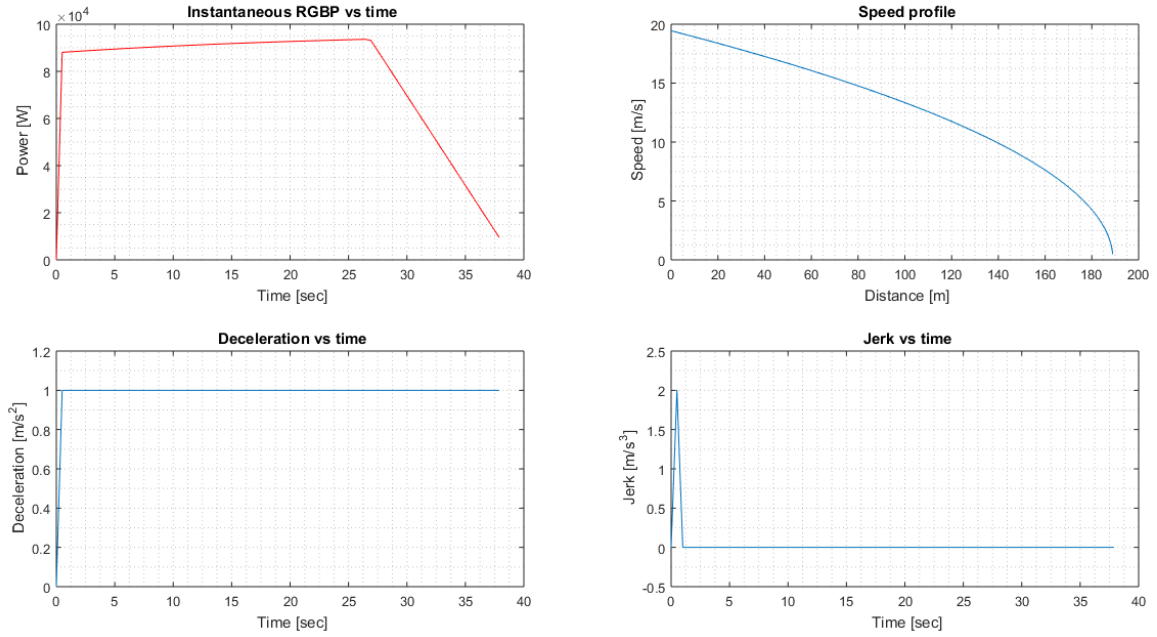 Instantaneous RGBP vs time
×10⁴
10
8
6
4
2
0
Power [W]
0 5 10 15 20 25 30 35 40
Time [sec]
Speed profile
20
15
10
5
0
Speed [m/s]
0 20 40 60 80 100 120 140 160 180 200
Distance [m]
Deceleration vs time
1.2
1
0.8
0.6
0.4
0.2
0
Deceleration [m/s²]
0 5 10 15 20 25 30 35 40
Time [sec]
Jerk vs time
2.5
2
1.5
1
0.5
0
-0.5
Jerk [m/s³]
0 5 10 15 20 25 30 35 40
Time [sec]